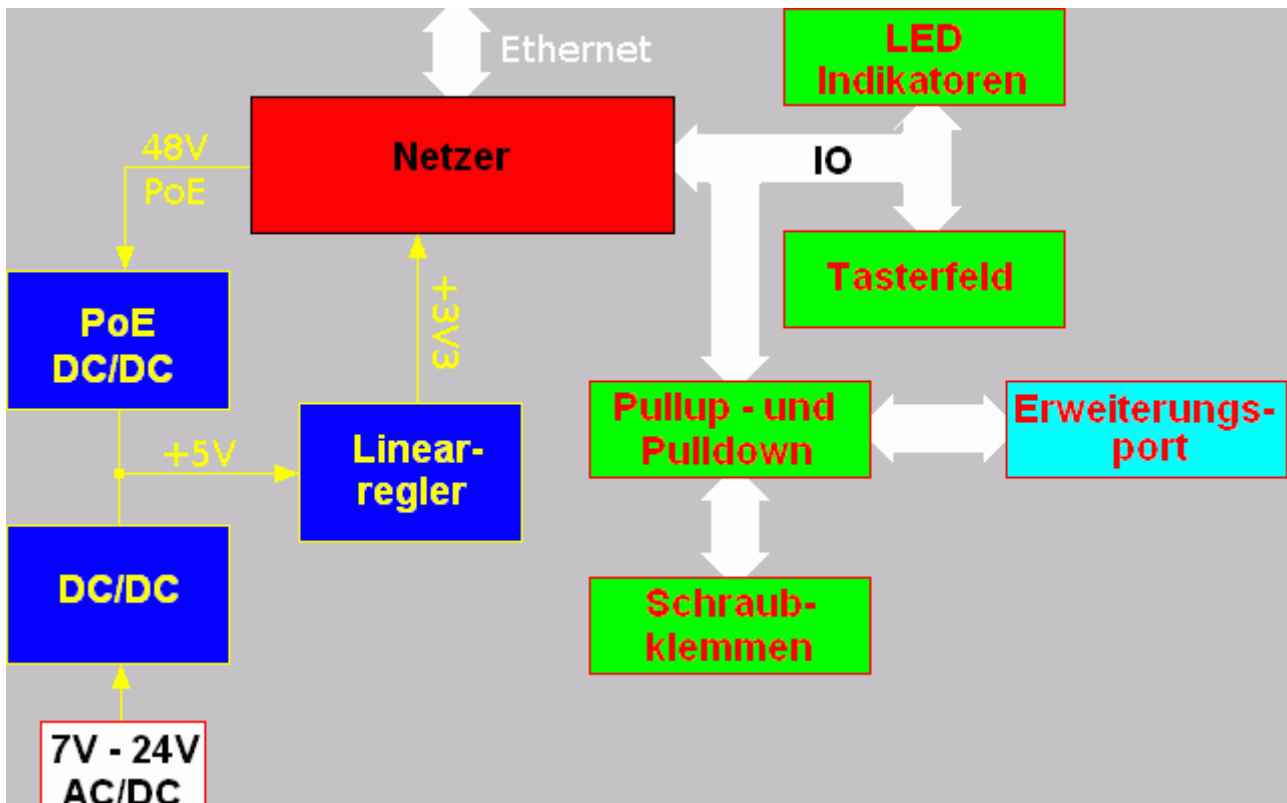 Ethernet
LED
Indikatoren
48V
PoE
Netzer
IO
Tasterfeld
+3V3
PoE
DC/DC
Pullup - und
Pulldown
Erweiterungs-
port
+5V
Linear-
regler
DC/DC
Schraub-
klemmen
7V - 24V
AC/DC